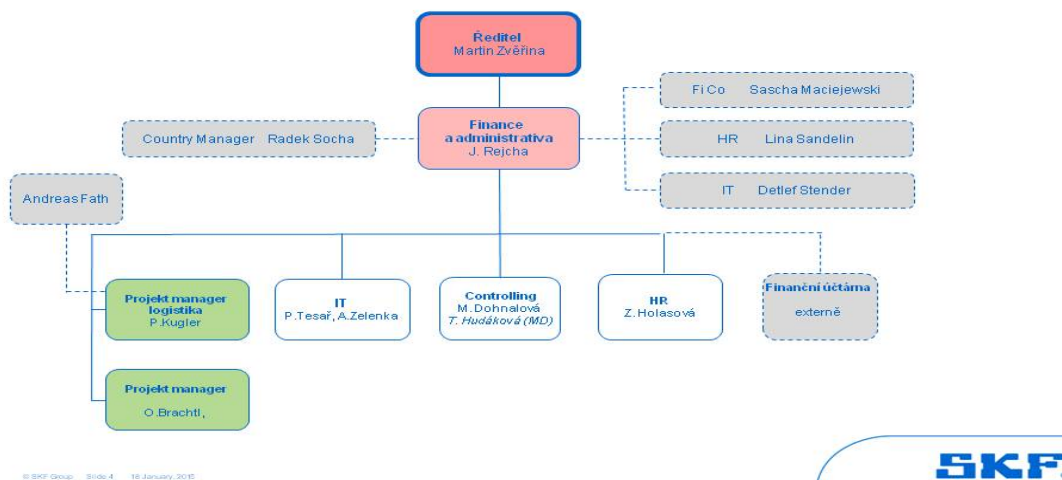 Ředitel
Martin Zvěřina
Finance
a administrativa
J. Rejcha
Country Manager Radek Socha
Fi Co Sascha Maciejewski
HR Lina Sandelin
IT Detlef Stender
Andreas Fath
Projekt manager
logistika
P.Kugler
IT
P.Tesař, A.Zelenka
Controlling
M.Dohnalová
T. Hudáková (MD)
HR
Z.Holasová
Finanční účtárna
externě
Projekt manager
O.Brachtl,
© SKF Group Slide 4 18 January, 2015
SKF